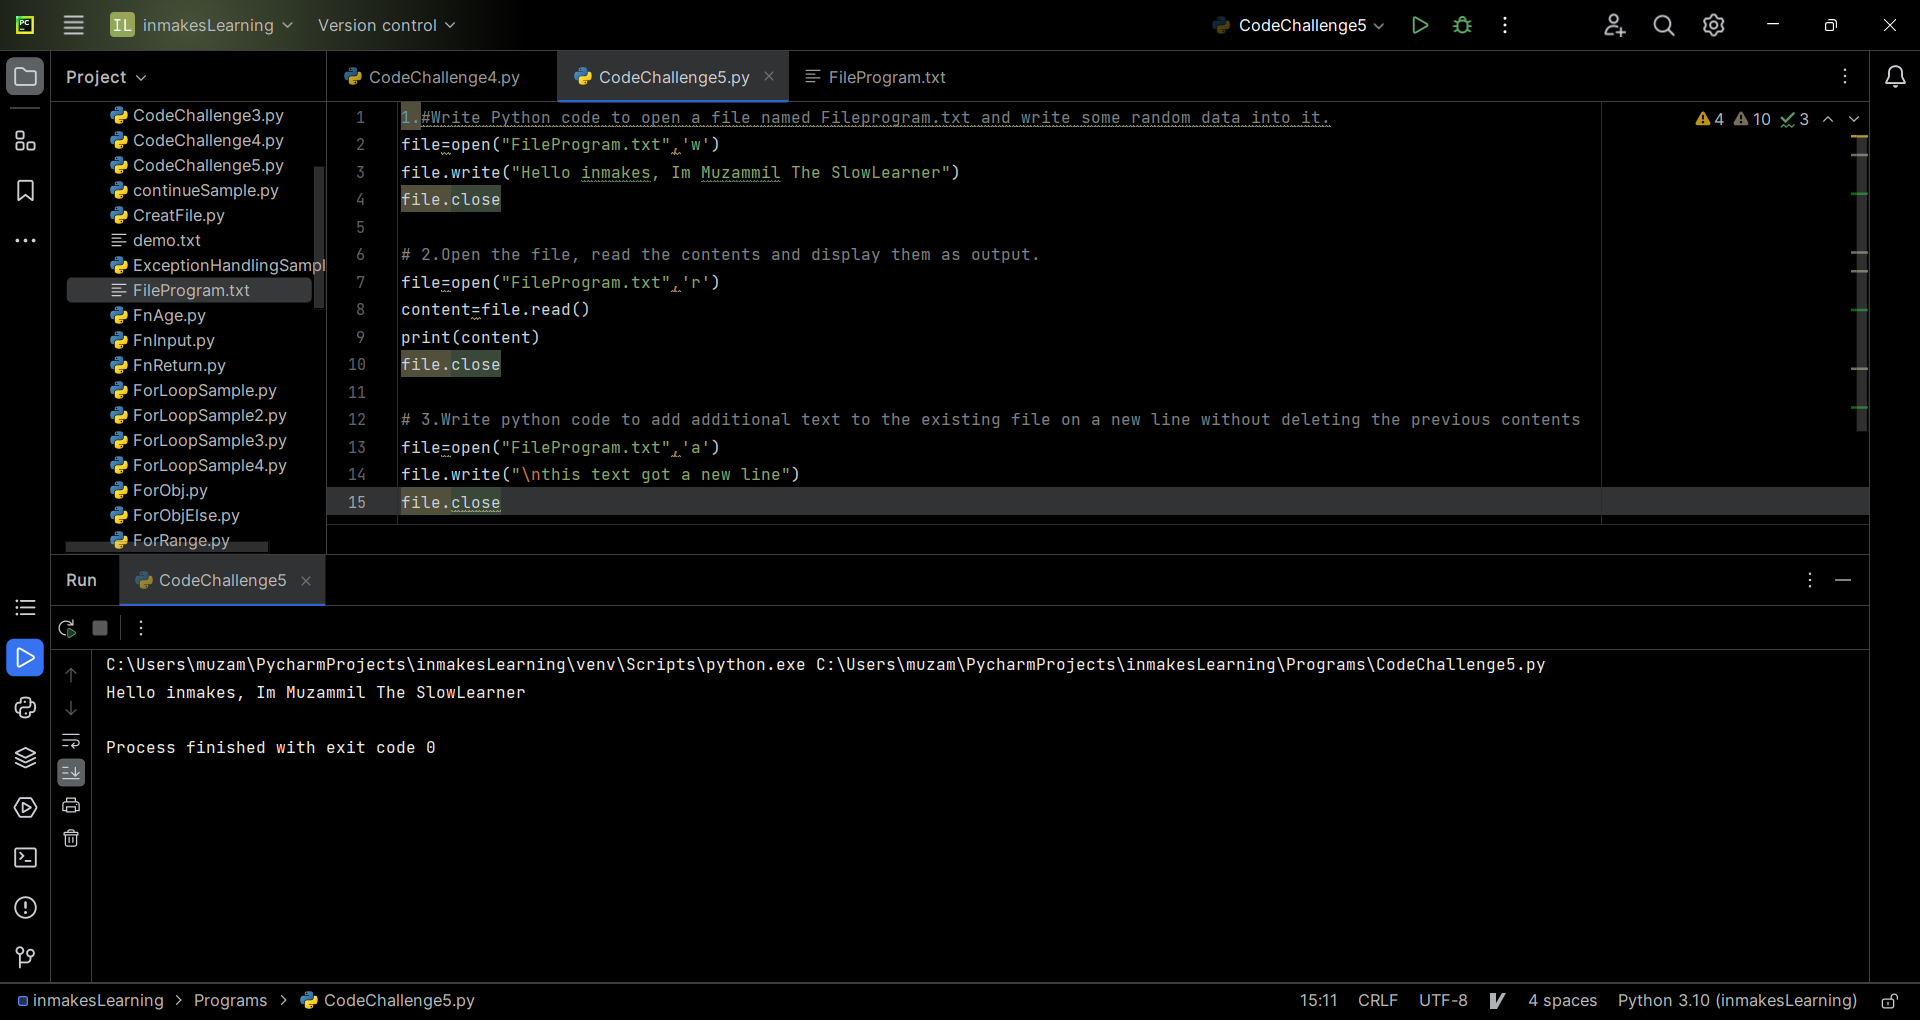 PC
IL inmakesLearning Version control CodeChallenge5
Project
CodeChallenge4.py CodeChallenge5.py FileProgram.txt
CodeChallenge3.py
CodeChallenge4.py
CodeChallenge5.py
continueSample.py
CreatFile.py
demo.txt
ExceptionHandlingSampl
FileProgram.txt
FnAge.py
FnInput.py
FnReturn.py
ForLoopSample.py
ForLoopSample2.py
ForLoopSample3.py
ForLoopSample4.py
ForObj.py
ForObjElse.py
ForRange.py
1 1.#Write Python code to open a file named Fileprogram.txt and write some random data into it.
2 file=open("FileProgram.txt",'w')
3 file.write("Hello inmakes, Im Muzammil The SlowLearner")
4 file.close
5
6 # 2.Open the file, read the contents and display them as output.
7 file=open("FileProgram.txt",'r')
8 content=file.read()
9 print(content)
10 file.close
11
12 # 3.Write python code to add additional text to the existing file on a new line without deleting the previous contents
13 file=open("FileProgram.txt",'a')
14 file.write("\nthis text got a new line")
15 file.close
4 10 3
Run CodeChallenge5
C:\Users\muzam\PycharmProjects\inmakesLearning\venv\Scripts\python.exe C:\Users\muzam\PycharmProjects\inmakesLearning\Programs\CodeChallenge5.py
Hello inmakes, Im Muzammil The SlowLearner
Process finished with exit code 0
inmakesLearning > Programs > CodeChallenge5.py 15:11 CRLF UTF-8 4 spaces Python 3.10 (inmakesLearning)